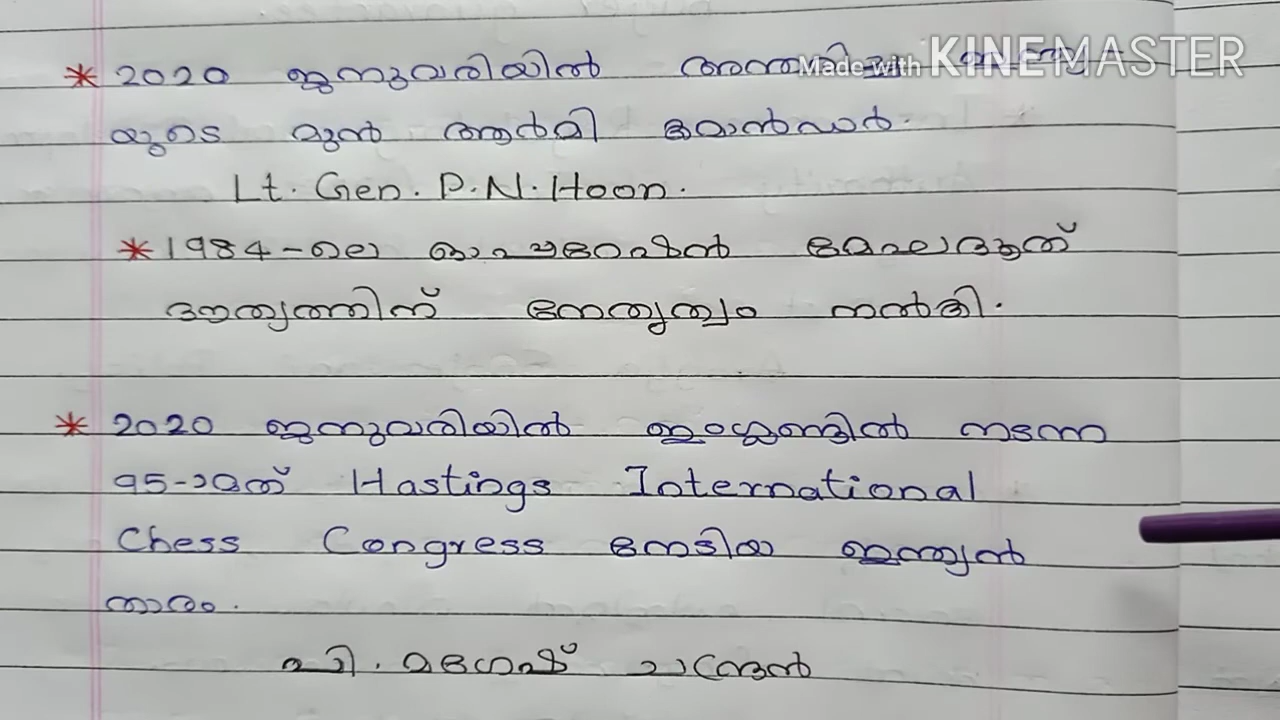 * 2020 ജനുവരിയിൽ അന്തരിച്ച ഇന്ത്യ-
Made with KINEMASTER
യുടെ മുൻ ആർമി കമാൻഡർ.
Lt. Gen. P.N. Hoon.
* 1984-ലെ ഓപ്പറേഷൻ മേഘദൂത്
ദൗത്യത്തിന് നേതൃത്വം നൽകി.
* 2020 ജനുവരിയിൽ ഇംഗ്ലണ്ടിൽ നടന്ന
95-ാമത് Hastings International
Chess Congress നേടിയ ഇന്ത്യൻ
താരം.
പി. മഗേഷ് ചന്ദ്രൻ